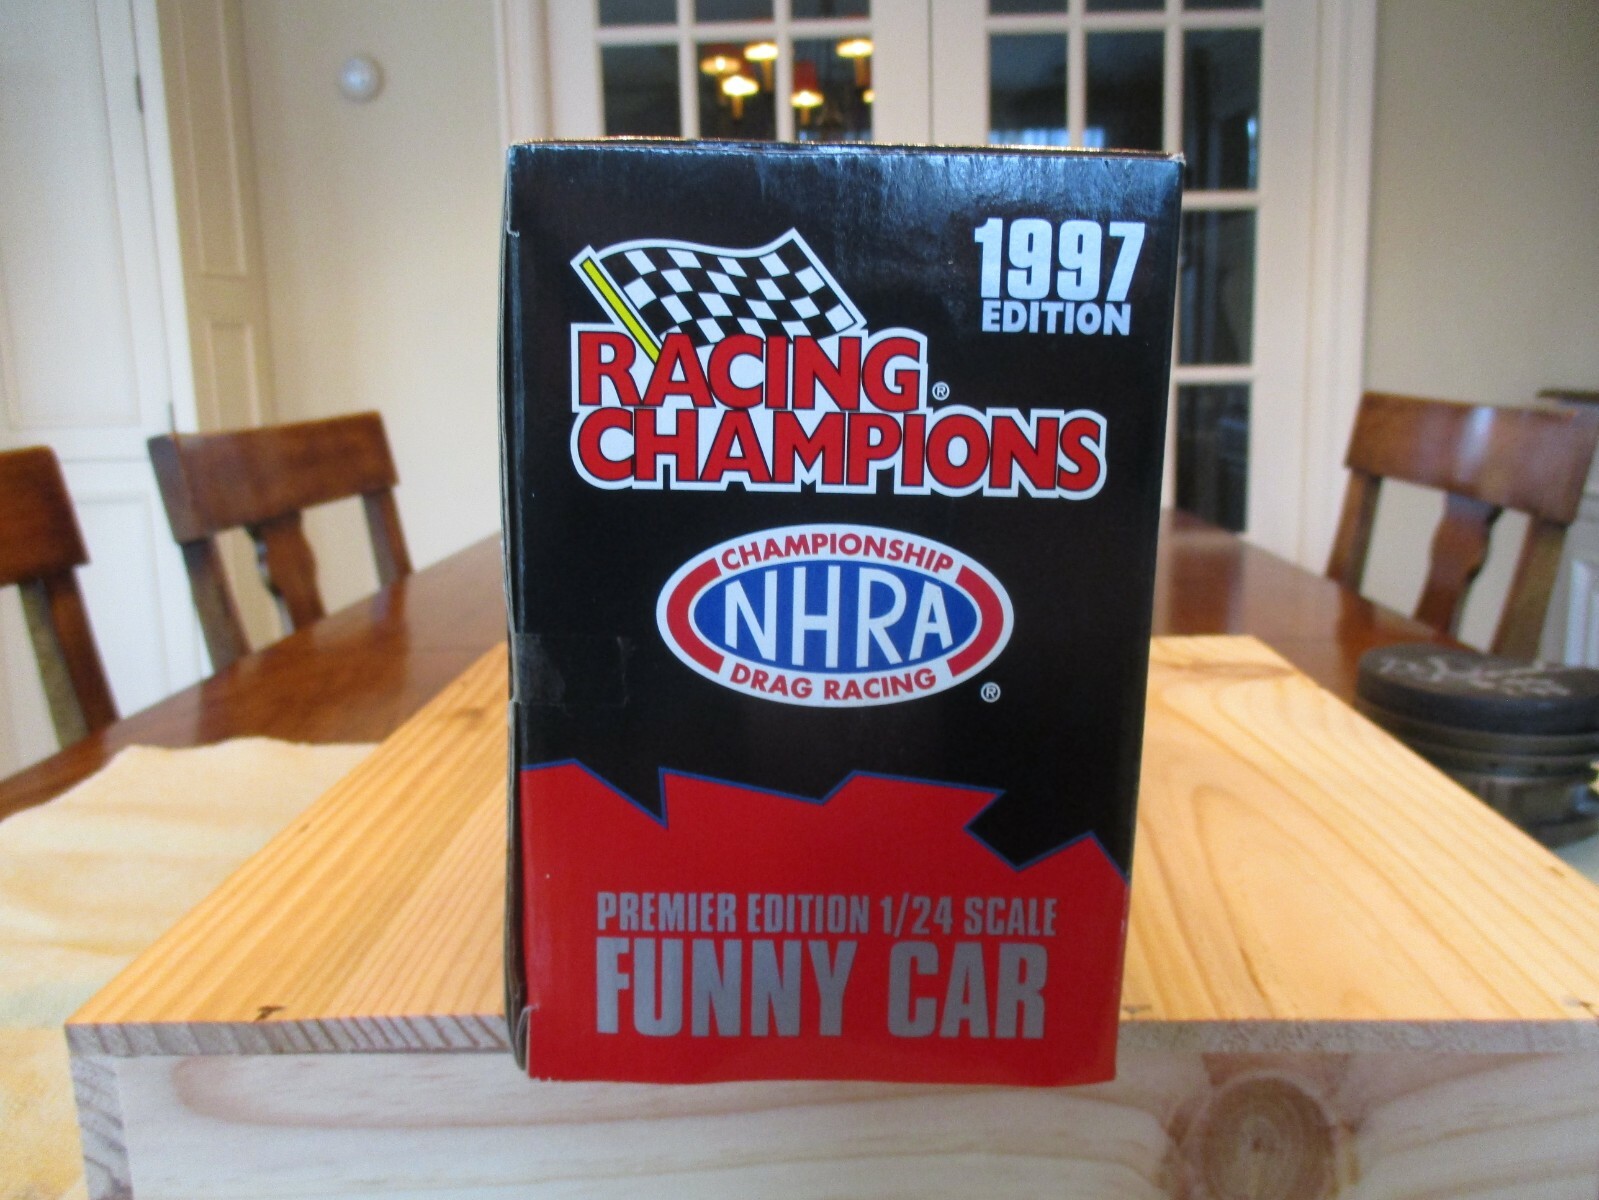 1997
EDITION
RACING ®
CHAMPIONS
CHAMPIONSHIP
NHRA
DRAG RACING
®
PREMIER EDITION 1/24 SCALE
FUNNY CAR